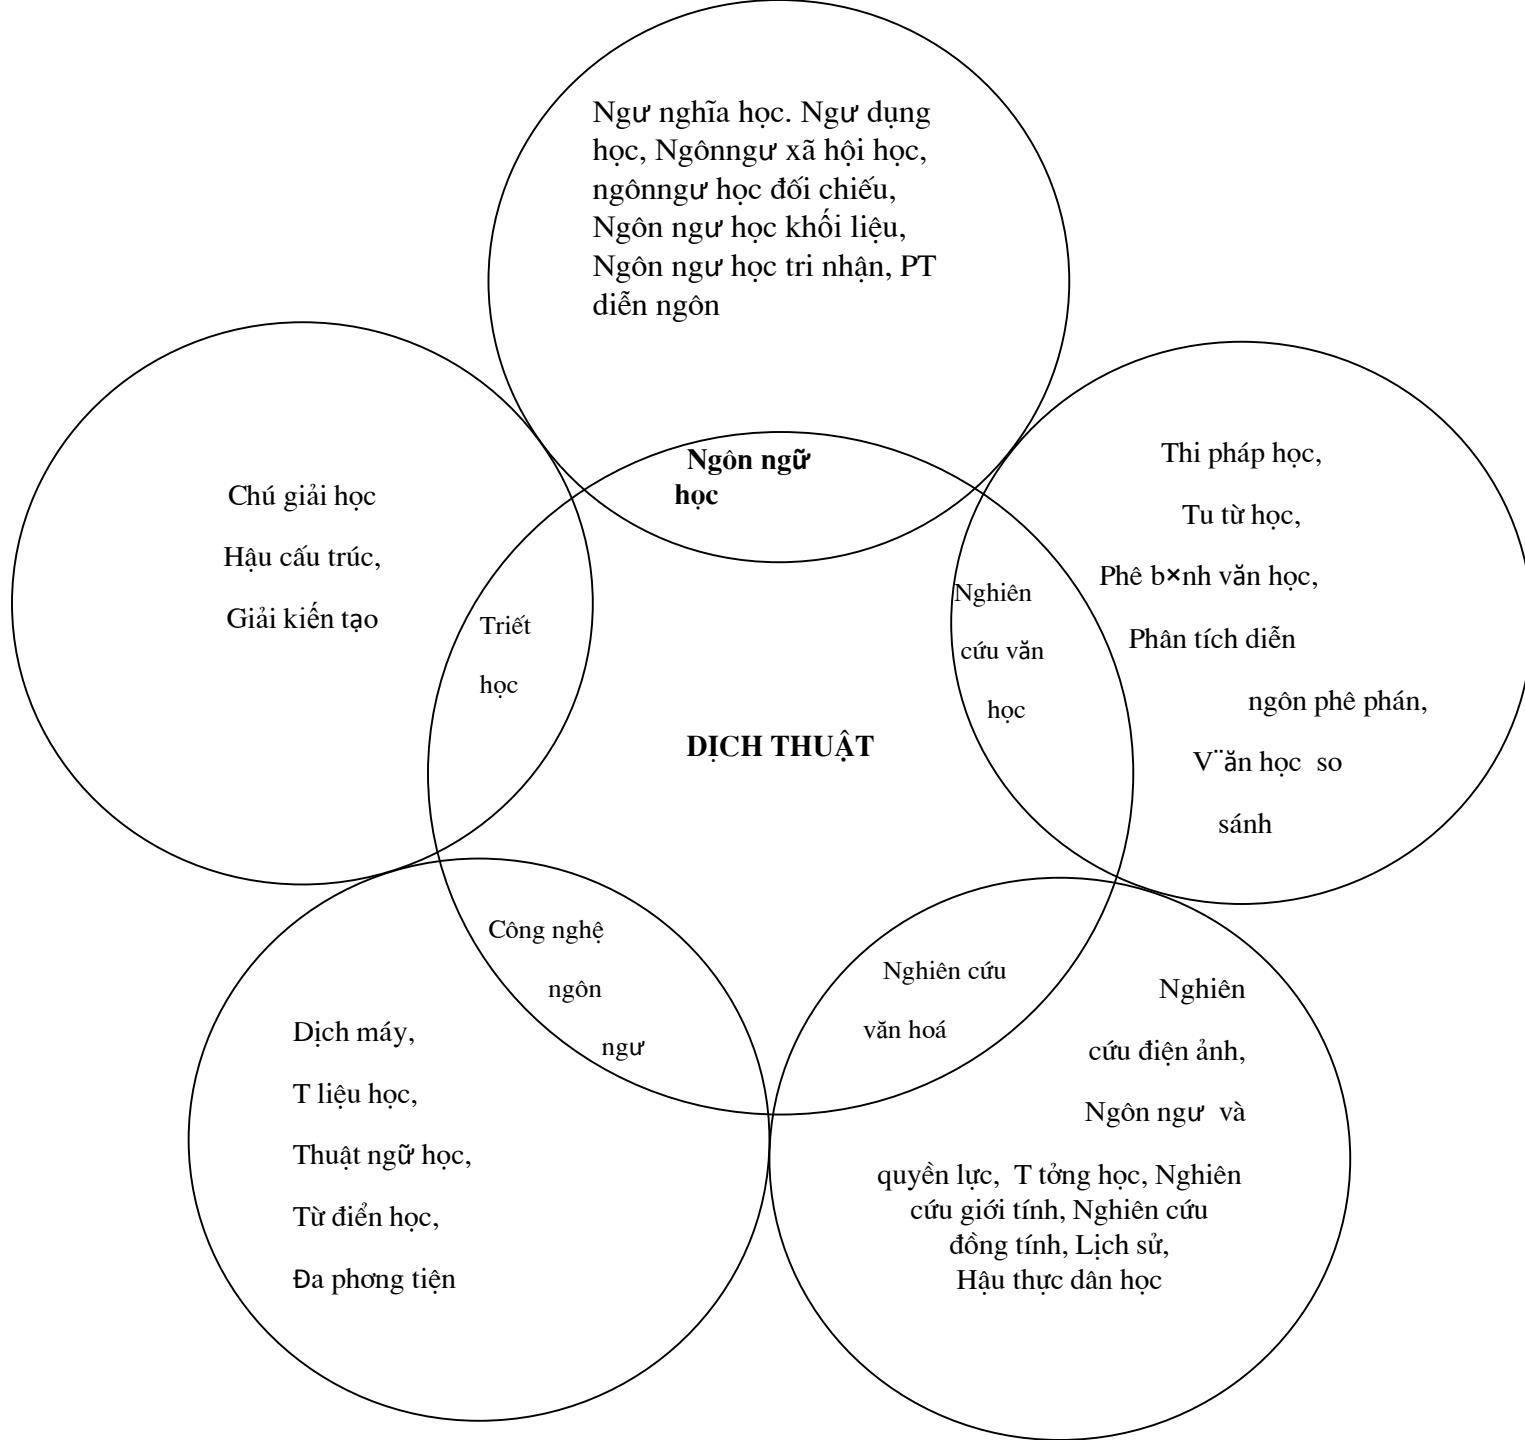 Ngư nghĩa học. Ngư dụng
học, Ngônngư xã hội học,
ngônngư học đối chiếu,
Ngôn ngư học khối liệu,
Ngôn ngư học tri nhận, PT
diễn ngôn
Ngôn ngữ
học
Chú giải học
Hậu cấu trúc,
Giải kiến tạo
Triết
học
Nghiên
cứu văn
học
Thi pháp học,
Tu từ học,
Phê b×nh văn học,
Phân tích diễn
ngôn phê phán,
V¨ăn học so
sánh
DỊCH THUẬT
Công nghệ
ngôn
ngư
Dịch máy,
T liệu học,
Thuật ngữ học,
Từ điển học,
Đa phơng tiện
Nghiên cứu
văn hoá
Nghiên
cứu điện ảnh,
Ngôn ngư và
quyền lực, T tởng học, Nghiên
cứu giới tính, Nghiên cứu
đồng tính, Lịch sử,
Hậu thực dân học